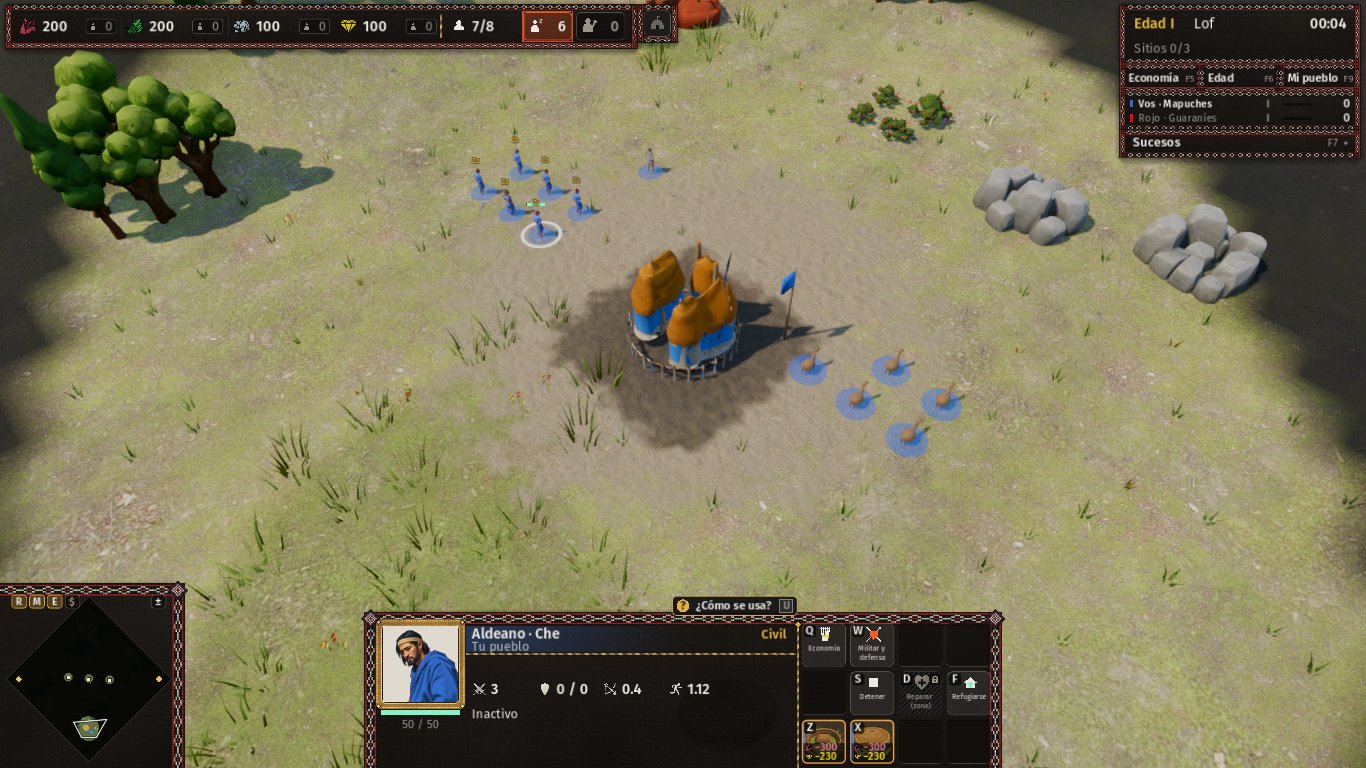 200 0 200 0 100 0 100 0 7/8 6 0
Edad I Lof 00:04
Sitios 0/3
Economía F5 Edad F6 Mi pueblo F9
Vos · Mapuches I 0
Rojo · Guaraníes I 0
Sucesos F7
R M E $ ±
¿Cómo se usa? U
Aldeano · Che Civil
Tu pueblo
3 0 / 0 0.4 1.12
50 / 50
Inactivo
Q W
Economía Militar y defensa
S D F
Detener Reparar (zona) Refugiarse
Z X
-300 -300
-230 -230